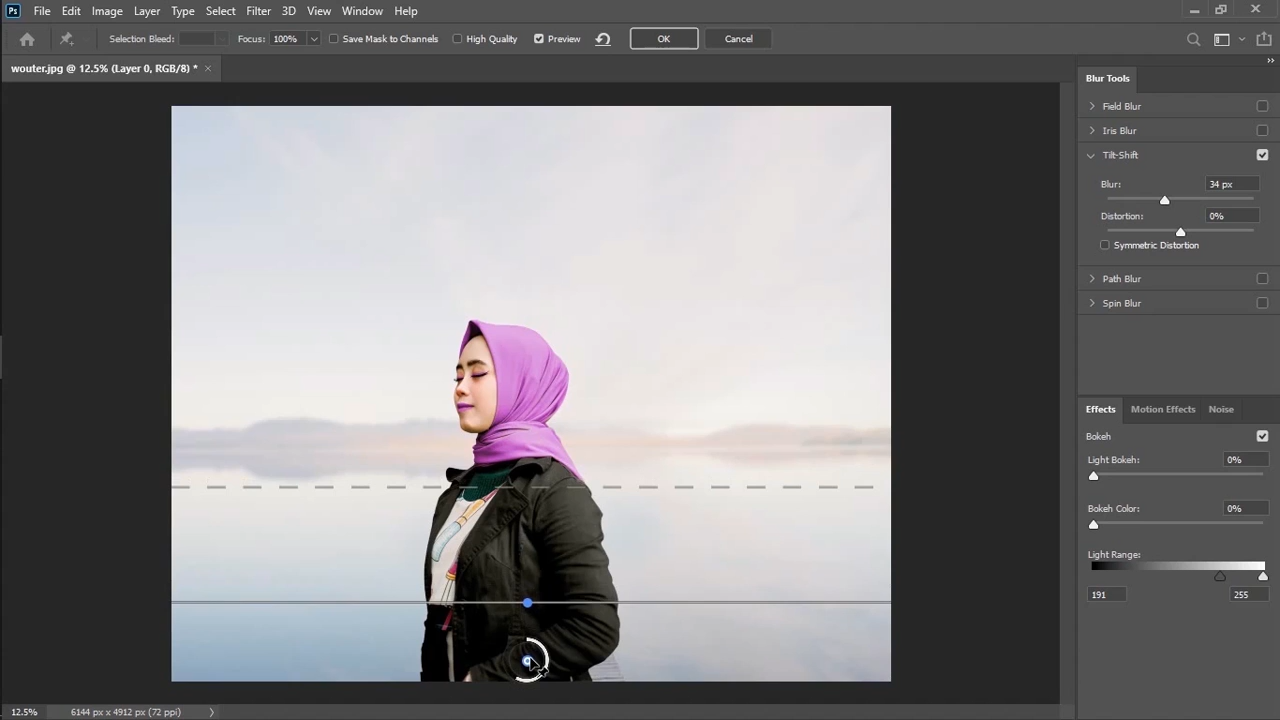 Ps File Edit Image Layer Type Select Filter 3D View Window Help
Selection Bleed: Focus: 100% Save Mask to Channels High Quality Preview OK Cancel
wouter.jpg @ 12.5% (Layer 0, RGB/8) * ×
Blur Tools
Field Blur
Iris Blur
Tilt-Shift
Blur: 34 px
Distortion: 0%
Symmetric Distortion
Path Blur
Spin Blur
Effects Motion Effects Noise
Bokeh
Light Bokeh: 0%
Bokeh Color: 0%
Light Range:
191 255
12.5% 6144 px x 4912 px (72 ppi)